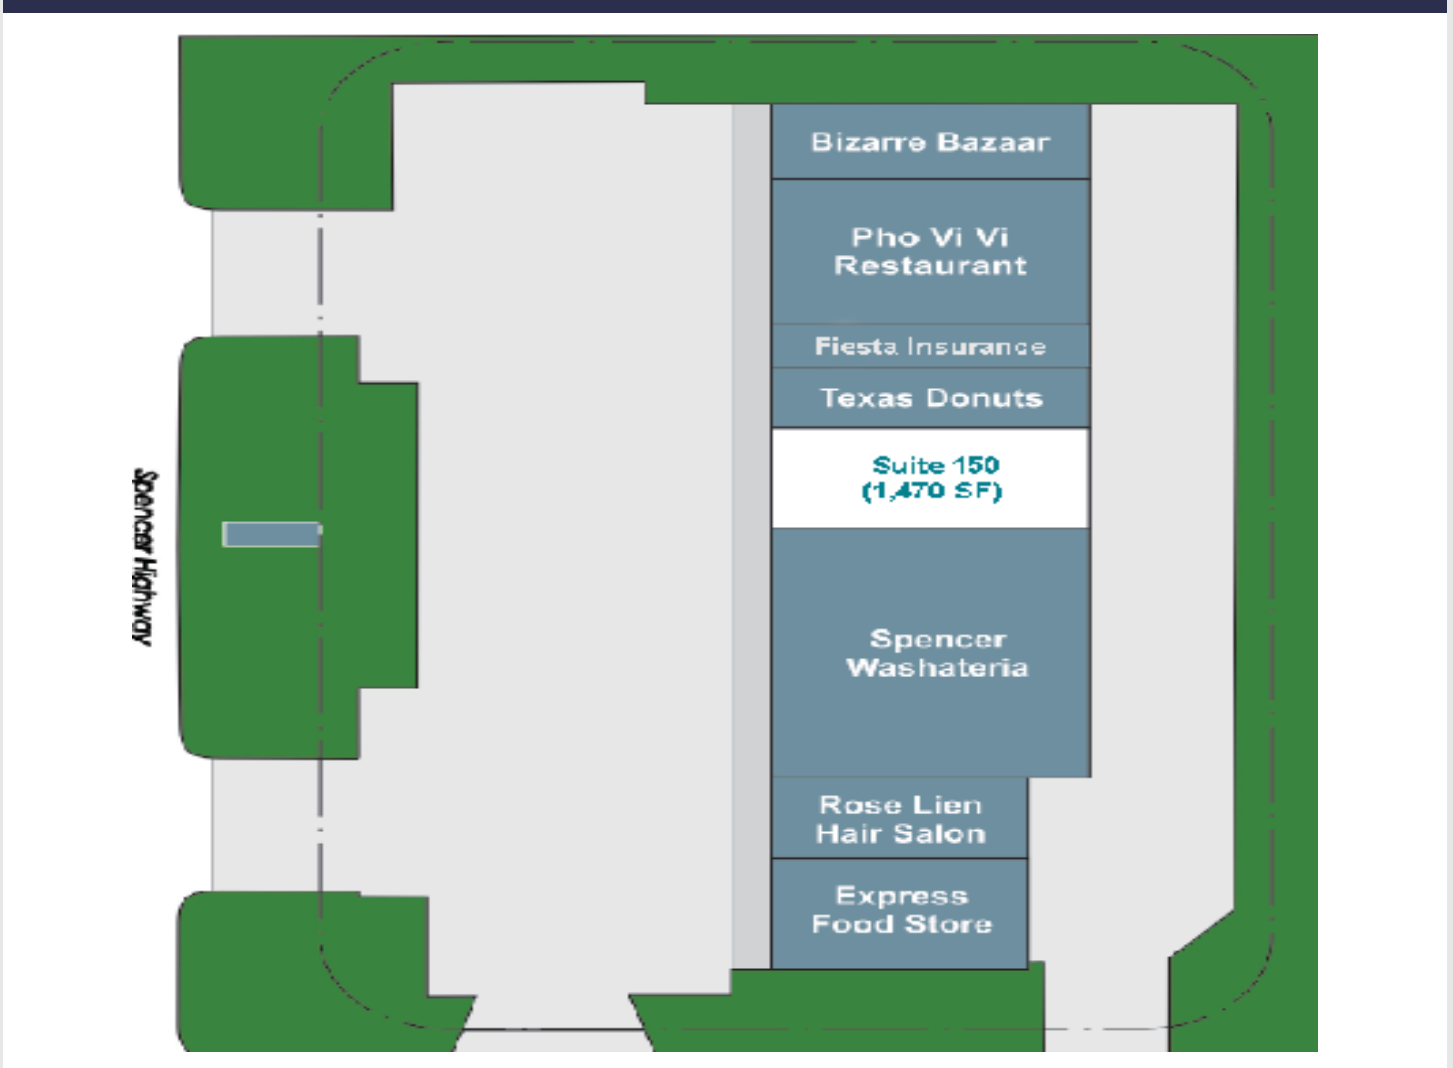 Bizarre Bazaar
Pho Vi Vi
Restaurant
Fiesta Insurance
Texas Donuts
Suite 150
(1,470 SF)
Spencer Highway
Spencer
Washateria
Rose Lien
Hair Salon
Express
Food Store